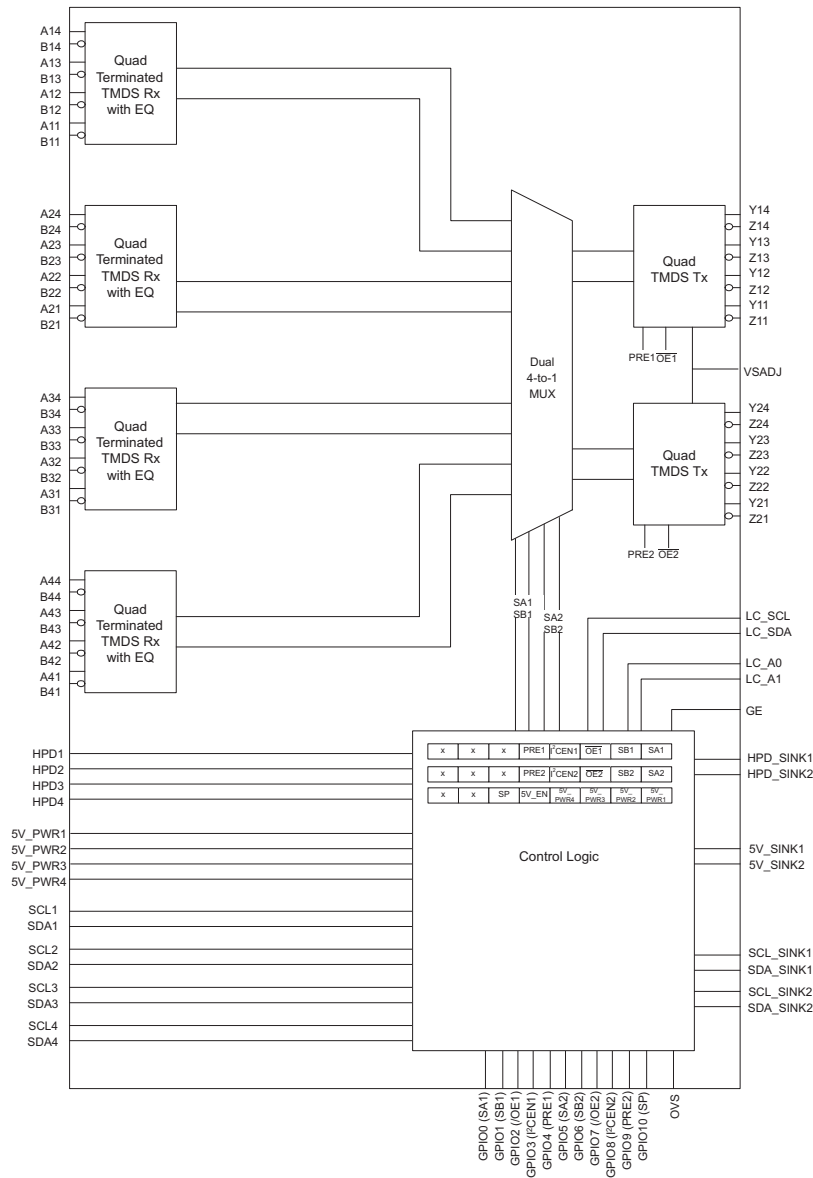 A14
B14
A13
B13
A12
B12
A11
B11
Quad
Terminated
TMDS Rx
with EQ
A24
B24
A23
B23
A22
B22
A21
B21
Quad
Terminated
TMDS Rx
with EQ
A34
B34
A33
B33
A32
B32
A31
B31
Quad
Terminated
TMDS Rx
with EQ
A44
B44
A43
B43
A42
B42
A41
B41
Quad
Terminated
TMDS Rx
with EQ
Dual
4-to-1
MUX
SA1
SB1
SA2
SB2
Quad
TMDS Tx
Y14
Z14
Y13
Z13
Y12
Z12
Y11
Z11
PRE1 OE1
VSADJ
Quad
TMDS Tx
Y24
Z24
Y23
Z23
Y22
Z22
Y21
Z21
PRE2 OE2
LC_SCL
LC_SDA
LC_A0
LC_A1
GE
HPD1
HPD2
HPD3
HPD4
5V_PWR1
5V_PWR2
5V_PWR3
5V_PWR4
SCL1
SDA1
SCL2
SDA2
SCL3
SDA3
SCL4
SDA4
x x x PRE1 I²CEN1 OE1 SB1 SA1
x x x PRE2 I²CEN2 OE2 SB2 SA2
x x SP 5V_EN 5V_PWR4 5V_PWR3 5V_PWR2 5V_PWR1
Control Logic
HPD_SINK1
HPD_SINK2
5V_SINK1
5V_SINK2
SCL_SINK1
SDA_SINK1
SCL_SINK2
SDA_SINK2
GPIO0 (SA1)
GPIO1 (SB1)
GPIO2 (/OE1)
GPIO3 (I²CEN1)
GPIO4 (PRE1)
GPIO5 (SA2)
GPIO6 (SB2)
GPIO7 (/OE2)
GPIO8 (I²CEN2)
GPIO9 (PRE2)
GPIO10 (SP)
OVS